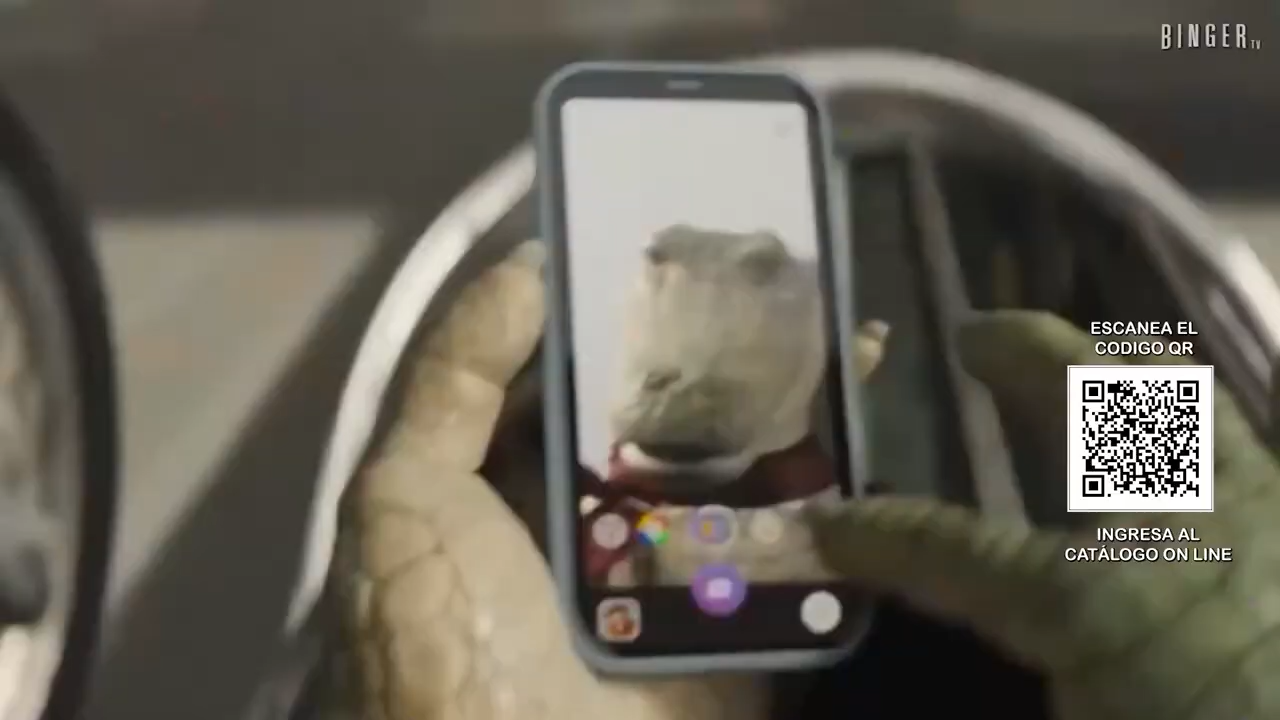 BINGER TV
ESCANEA EL
CODIGO QR
INGRESA AL
CATÁLOGO ON LINE